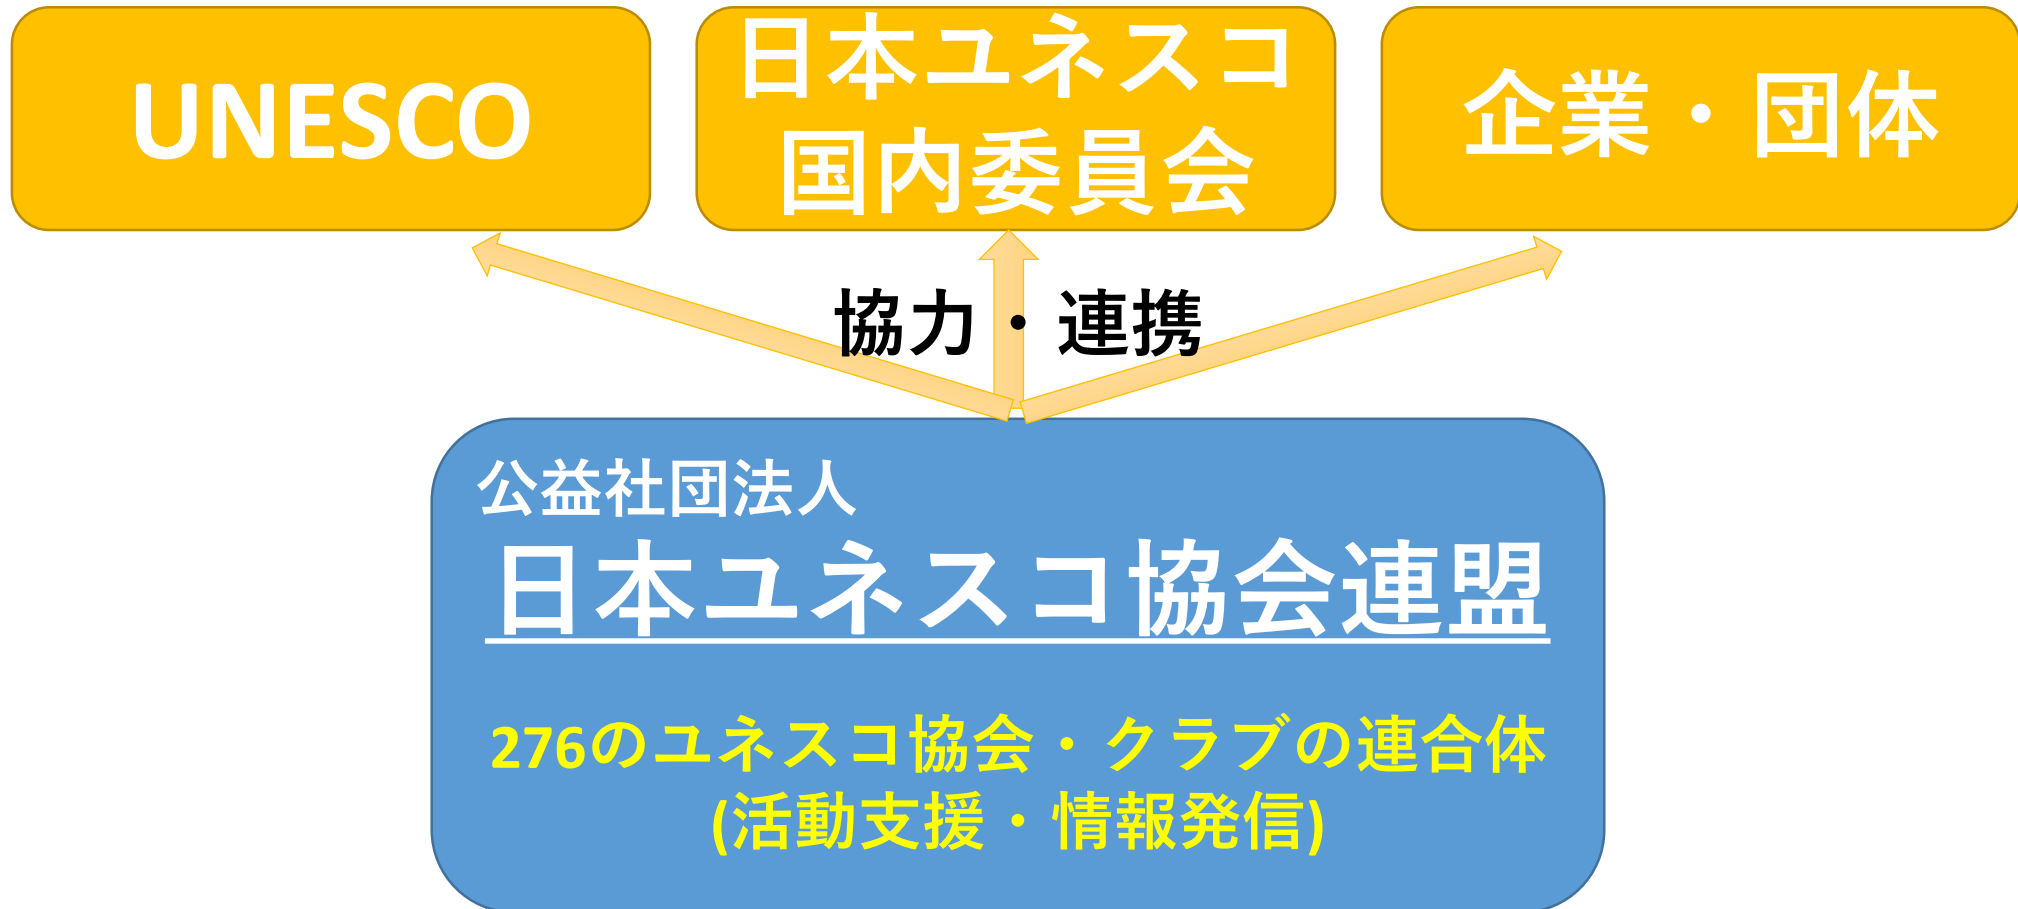 UNESCO
日本ユネスコ
国内委員会
企業・団体
協力・連携
公益社団法人
日本ユネスコ協会連盟
276のユネスコ協会・クラブの連合体
(活動支援・情報発信)